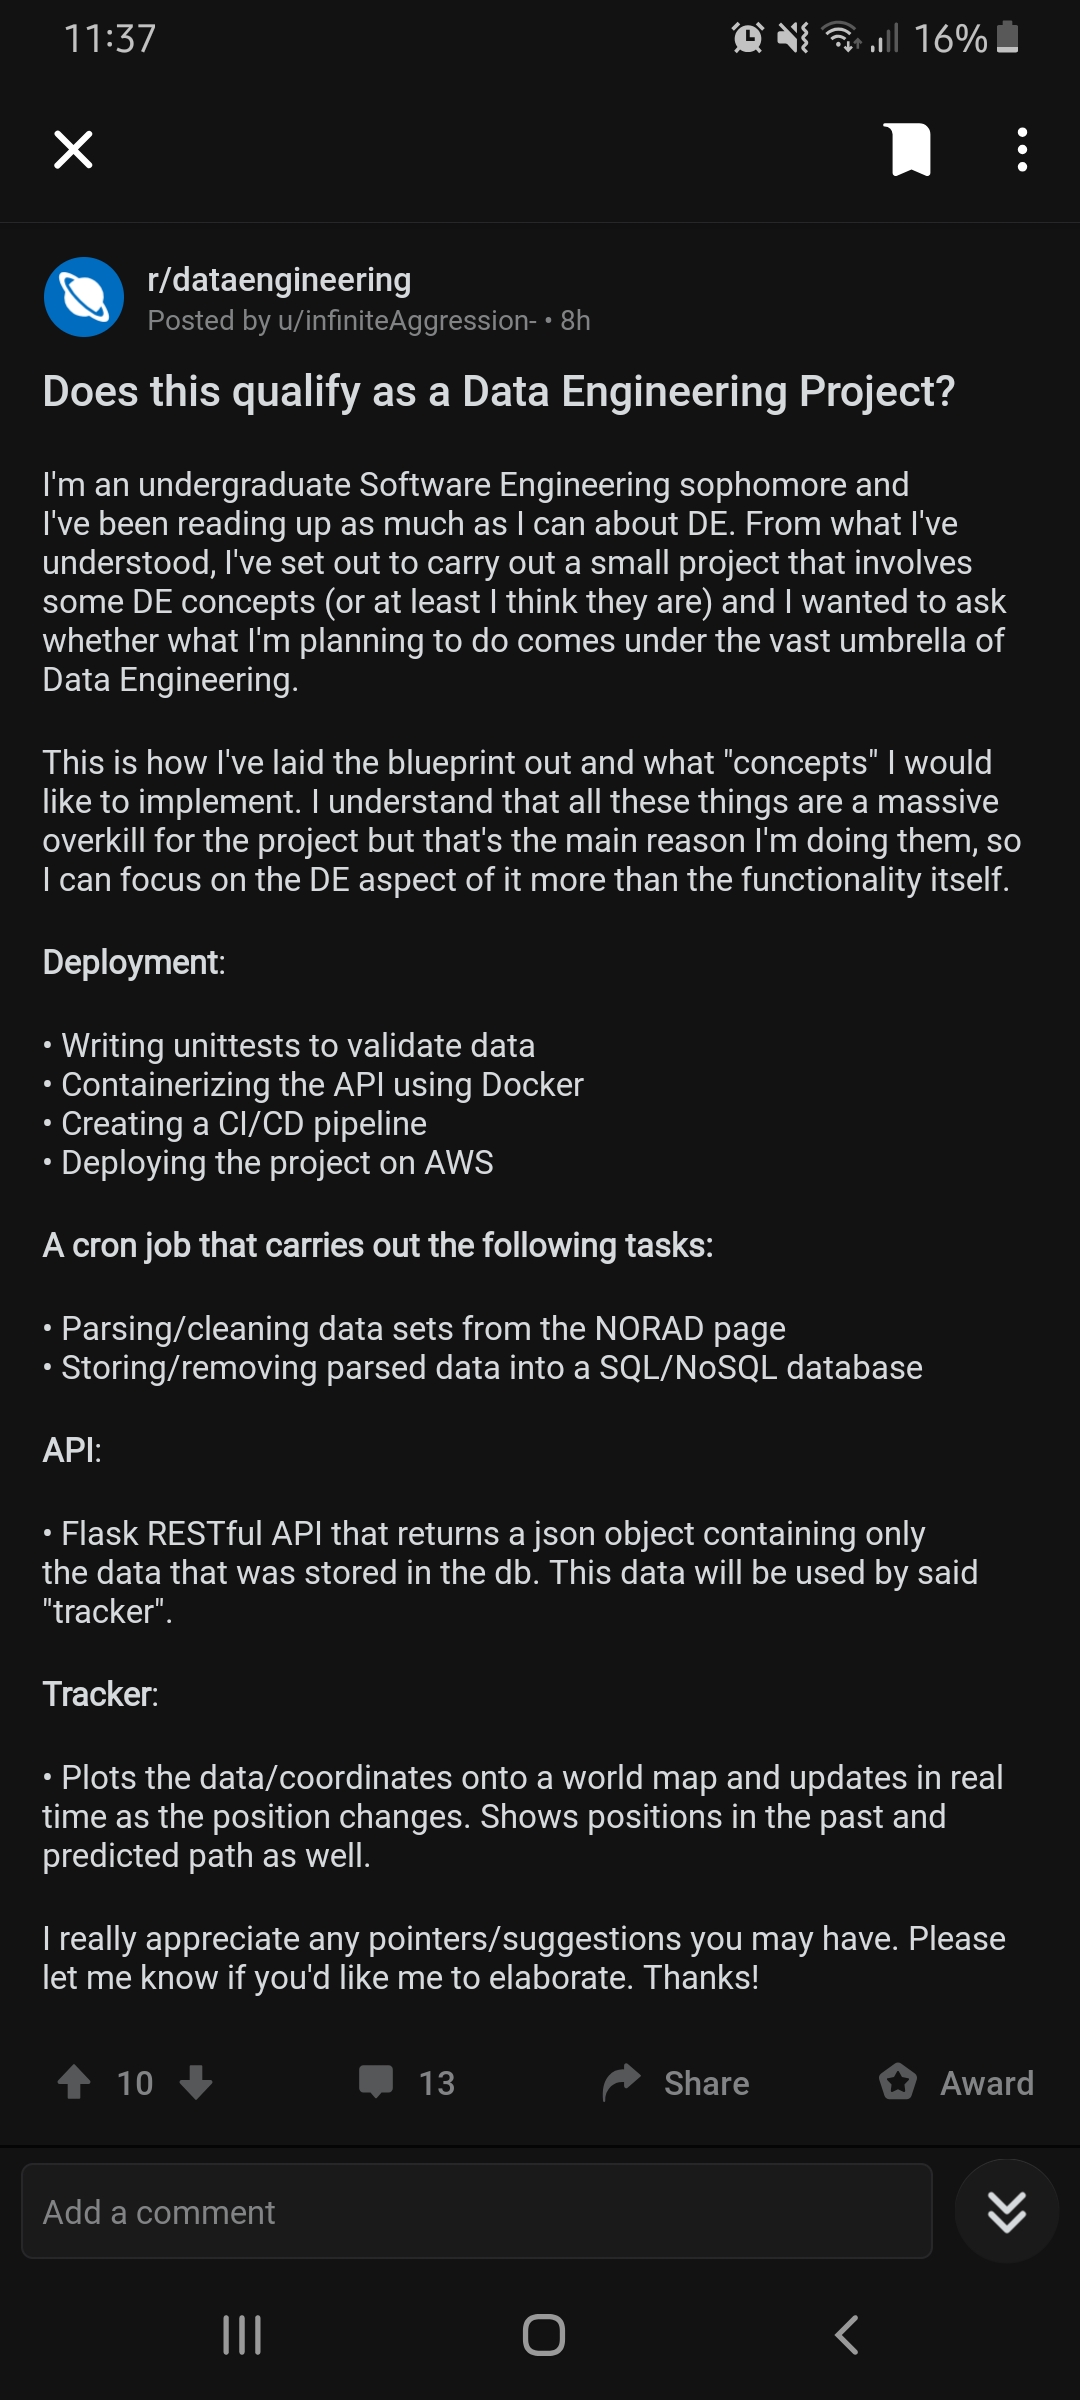 11:37
16%
r/dataengineering
Posted by u/infiniteAggression- • 8h
Does this qualify as a Data Engineering Project?
I'm an undergraduate Software Engineering sophomore and
I've been reading up as much as I can about DE. From what I've
understood, I've set out to carry out a small project that involves
some DE concepts (or at least I think they are) and I wanted to ask
whether what I'm planning to do comes under the vast umbrella of
Data Engineering.
This is how I've laid the blueprint out and what "concepts" I would
like to implement. I understand that all these things are a massive
overkill for the project but that's the main reason I'm doing them, so
I can focus on the DE aspect of it more than the functionality itself.
Deployment:
• Writing unittests to validate data
• Containerizing the API using Docker
• Creating a CI/CD pipeline
• Deploying the project on AWS
A cron job that carries out the following tasks:
• Parsing/cleaning data sets from the NORAD page
• Storing/removing parsed data into a SQL/NoSQL database
API:
• Flask RESTful API that returns a json object containing only
the data that was stored in the db. This data will be used by said
"tracker".
Tracker:
• Plots the data/coordinates onto a world map and updates in real
time as the position changes. Shows positions in the past and
predicted path as well.
I really appreciate any pointers/suggestions you may have. Please
let me know if you'd like me to elaborate. Thanks!
10
13
Share
Award
Add a comment